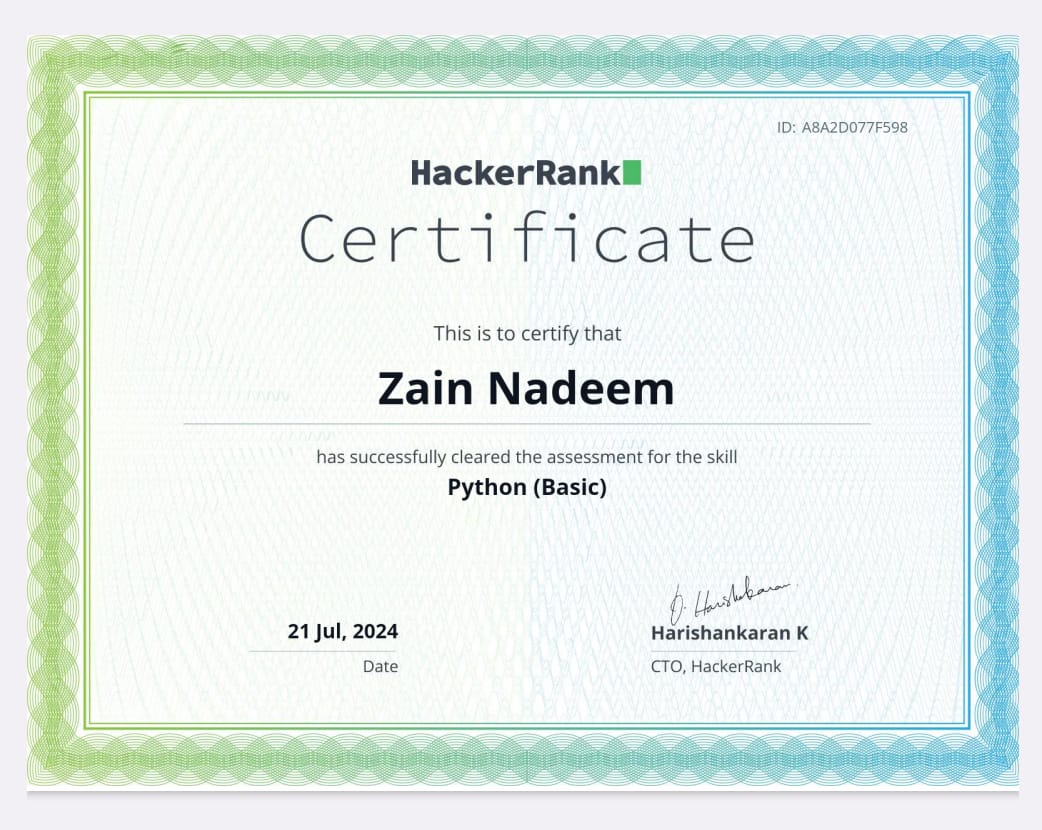 ID: A8A2D077F598
HackerRank
Certificate
This is to certify that
Zain Nadeem
has successfully cleared the assessment for the skill
Python (Basic)
21 Jul, 2024
Date
Harishankaran
Harishankaran K
CTO, HackerRank